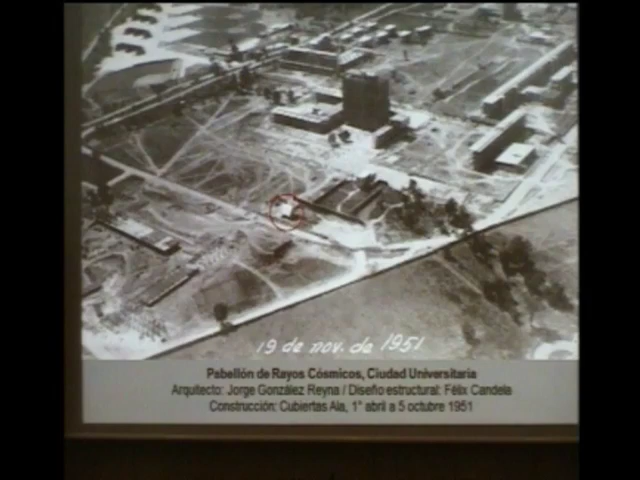 19 de nov. de 1951
Pabellón de Rayos Cósmicos, Ciudad Universitaria
Arquitecto: Jorge González Reyna / Diseño estructural: Félix Candela
Construcción: Cubiertas Ala, 1° abril a 5 octubre 1951